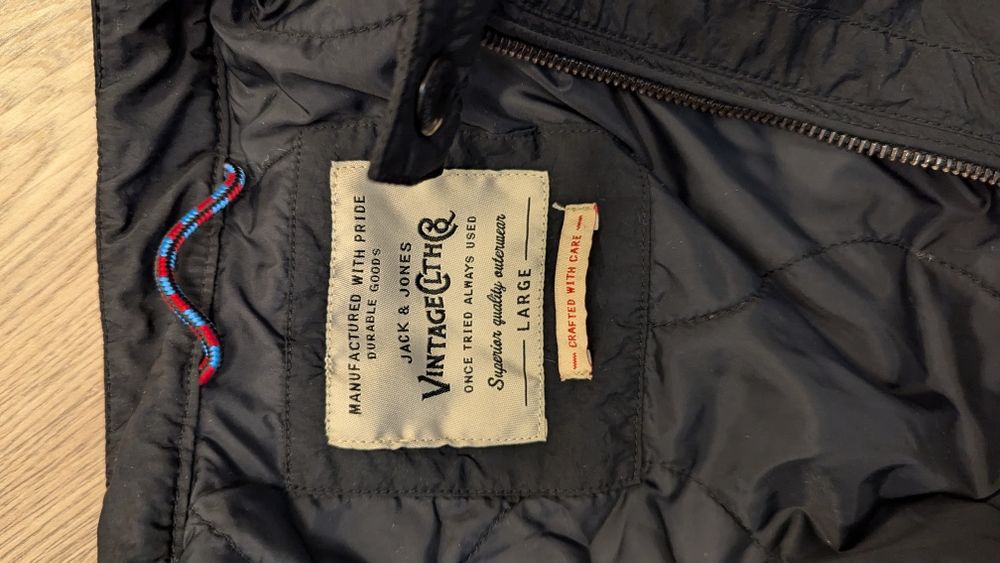 MANUFACTURED WITH PRIDE
DURABLE GOODS
JACK & JONES
VINTAGE CLTH Co
ONCE TRIED ALWAYS USED
Superior quality outerwear
LARGE
CRAFTED WITH CARE